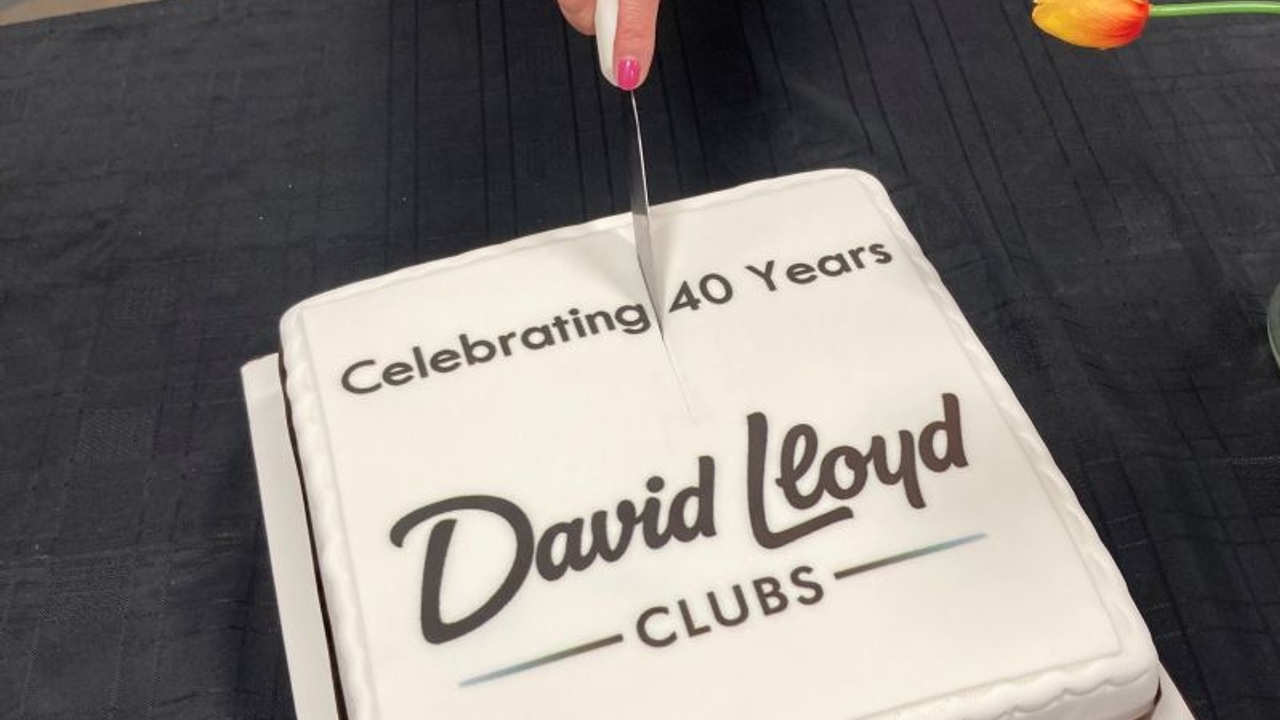 Celebrating 40 Years
David Lloyd
CLUBS